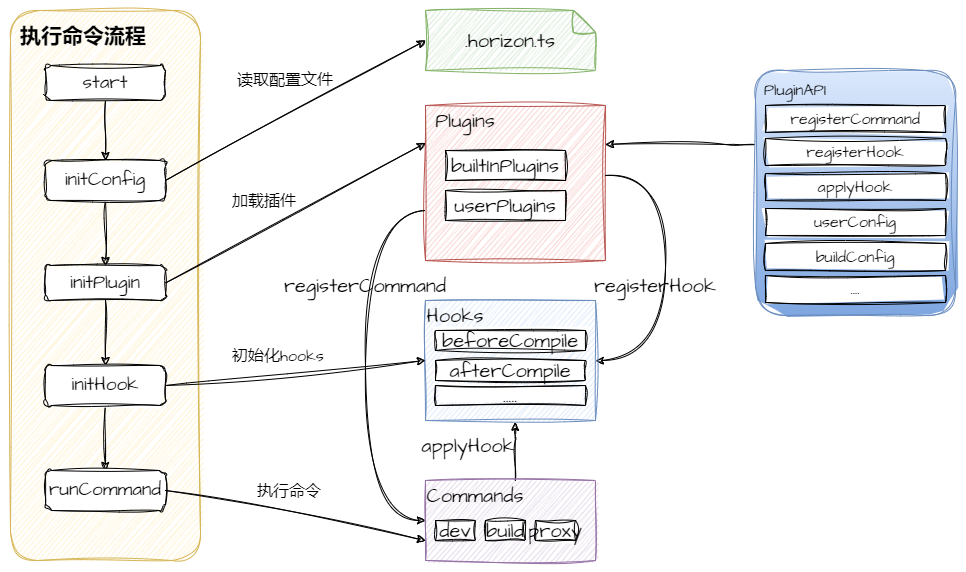 执行命令流程
start
initConfig
initPlugin
initHook
runCommand
读取配置文件
加载插件
初始化hooks
执行命令
.horizon.ts
Plugins
builtInPlugins
userPlugins
registerCommand
registerHook
Hooks
beforeCompile
afterCompile
.....
applyHook
Commands
dev
build
proxy
PluginAPI
registerCommand
registerHook
applyHook
userConfig
buildConfig
....